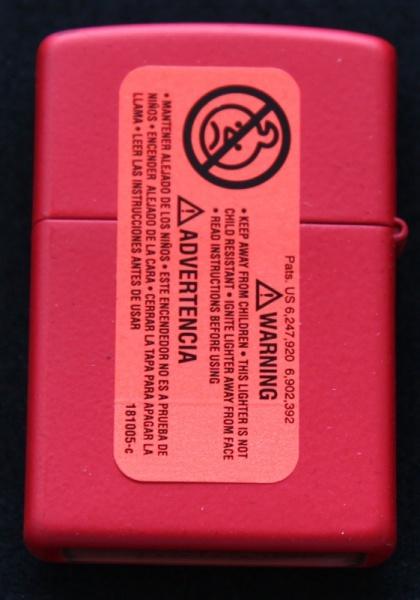 Pats. US 6,247,920 6,902,392
⚠ WARNING
• KEEP AWAY FROM CHILDREN • THIS LIGHTER IS NOT
CHILD RESISTANT • IGNITE LIGHTER AWAY FROM FACE
• READ INSTRUCTIONS BEFORE USING
⚠ ADVERTENCIA
• MANTENER ALEJADO DE LOS NIÑOS • ESTE ENCENDEDOR NO ES A PRUEBA DE
NIÑOS • ENCENDER ALEJADO DE LA CARA • CERRAR LA TAPA PARA APAGAR LA
LLAMA • LEER LAS INSTRUCCIONES ANTES DE USAR
181005-c